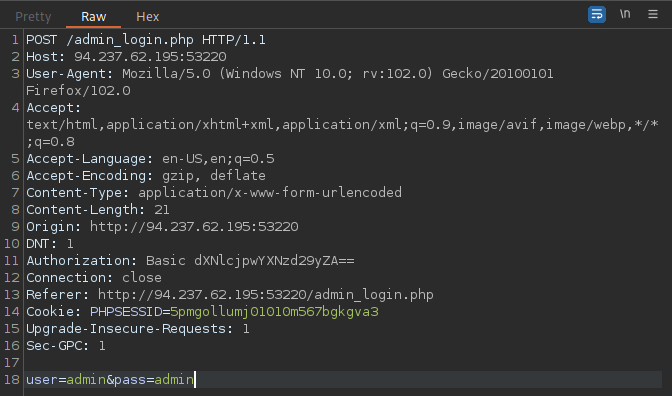 Pretty Raw Hex \n
1 POST /admin_login.php HTTP/1.1
2 Host: 94.237.62.195:53220
3 User-Agent: Mozilla/5.0 (Windows NT 10.0; rv:102.0) Gecko/20100101
Firefox/102.0
4 Accept:
text/html,application/xhtml+xml,application/xml;q=0.9,image/avif,image/webp,*/*
;q=0.8
5 Accept-Language: en-US,en;q=0.5
6 Accept-Encoding: gzip, deflate
7 Content-Type: application/x-www-form-urlencoded
8 Content-Length: 21
9 Origin: http://94.237.62.195:53220
10 DNT: 1
11 Authorization: Basic dXNlcjpwYXNzd29yZA==
12 Connection: close
13 Referer: http://94.237.62.195:53220/admin_login.php
14 Cookie: PHPSESSID=5pmgollumj01010m567bgkgva3
15 Upgrade-Insecure-Requests: 1
16 Sec-GPC: 1
17
18 user=admin&pass=admin